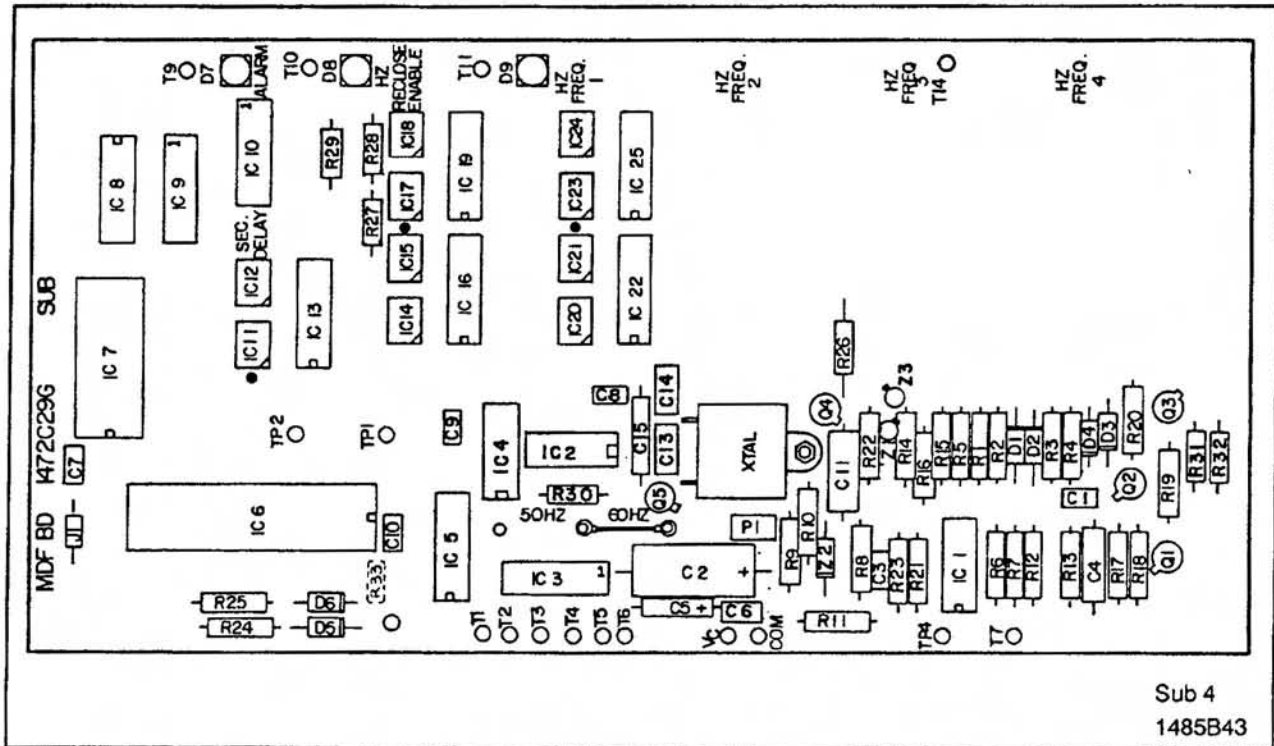 T9
D7
ALARM
T10
D8
HZ
RECLOSE
ENABLE
T11
D9
HZ
FREQ.
1
HZ
FREQ.
2
HZ
FREQ.
3
T14
HZ
FREQ.
4
IC 8
IC 9
1
IC 10
1
R29
R28
R27
IC18
IC17
IC15
IC14
IC 19
IC 16
IC24
IC23
IC21
IC20
IC 25
IC 22
SEC.
DELAY
IC12
IC11
IC 13
IC 7
MDF BD 1472C29G SUB
C7
J1
TP2
TP1
C9
IC4
IC 2
C8
C15
C14
C13
XTAL
R26
Q4
C11
R22
Z1
Z3
R14
R16
R15
R5
R1
R2
D1
D2
R3
R4
D4
D3
R20
Q3
R31
R32
R19
Q2
C1
IC6
C10
R33
IC 5
R30
50HZ
60HZ
Q5
P1
R9
R10
Z2
R8
C3
R23
R21
IC 1
R6
R7
R12
R13
C4
R17
R18
Q1
R25
R24
D6
D5
IC 3
1
C 2
+
C5
+
C6
R11
T1
T2
T3
T4
T5
T6
VC
COM
TP4
T7
Sub 4
1485B43